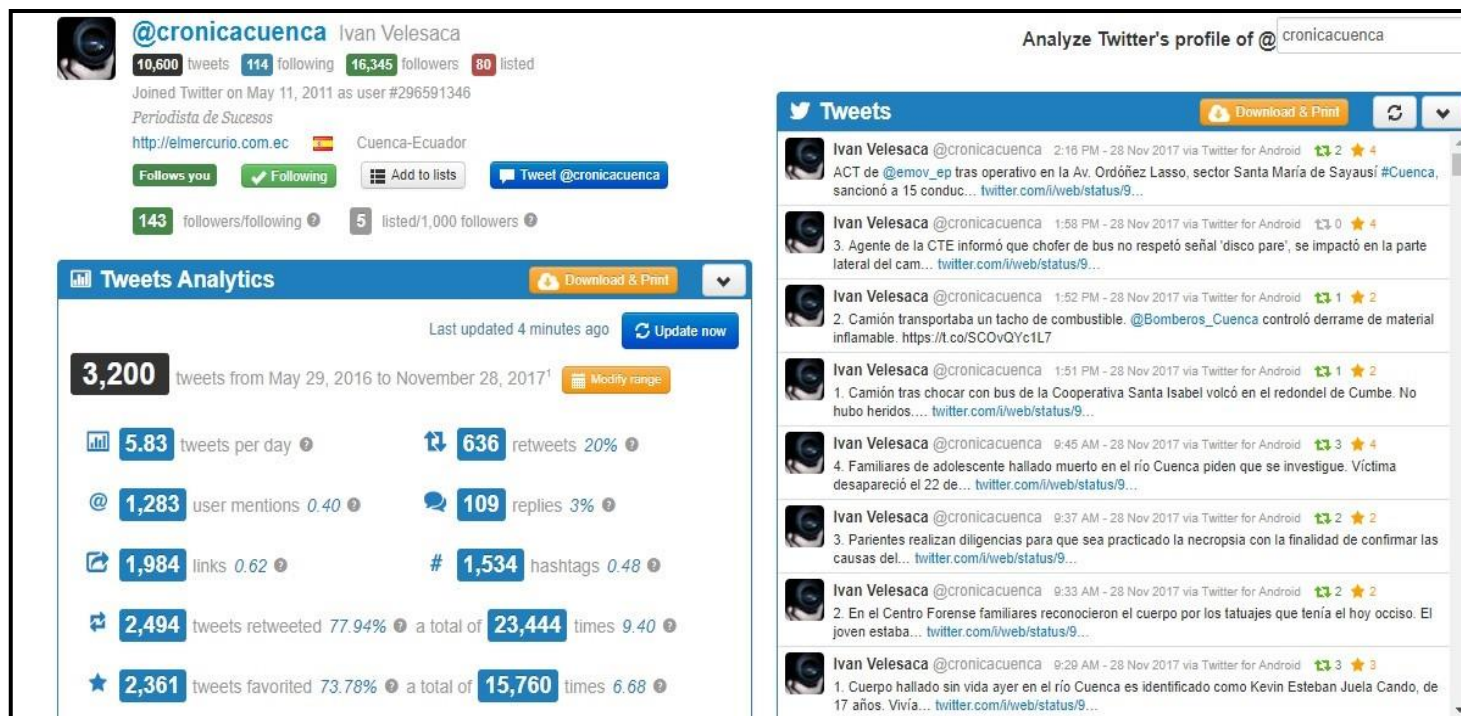 @cronicacuenca Ivan Velesaca
10,600 tweets 114 following 16,345 followers 80 listed
Joined Twitter on May 11, 2011 as user #296591346
Periodista de Sucesos
http://elmercurio.com.ec Cuenca-Ecuador
Follows you Following Add to lists Tweet @cronicacuenca
143 followers/following ? 5 listed/1,000 followers ?
Tweets Analytics Download & Print
Last updated 4 minutes ago Update now
3,200 tweets from May 29, 2016 to November 28, 2017¹ Modify range
5.83 tweets per day ? 636 retweets 20% ?
@ 1,283 user mentions 0.40 ? 109 replies 3% ?
1,984 links 0.62 ? # 1,534 hashtags 0.48 ?
2,494 tweets retweeted 77.94% ? a total of 23,444 times 9.40 ?
2,361 tweets favorited 73.78% ? a total of 15,760 times 6.68 ?
Analyze Twitter's profile of @ cronicacuenca
Tweets Download & Print
Ivan Velesaca @cronicacuenca 2:16 PM - 28 Nov 2017 via Twitter for Android 2 4
ACT de @emov_ep tras operativo en la Av. Ordóñez Lasso, sector Santa María de Sayausí #Cuenca,
sancionó a 15 conduc... twitter.com/i/web/status/9...
Ivan Velesaca @cronicacuenca 1:58 PM - 28 Nov 2017 via Twitter for Android 0 4
3. Agente de la CTE informó que chofer de bus no respetó señal 'disco pare', se impactó en la parte
lateral del cam... twitter.com/i/web/status/9...
Ivan Velesaca @cronicacuenca 1:52 PM - 28 Nov 2017 via Twitter for Android 1 2
2. Camión transportaba un tacho de combustible. @Bomberos_Cuenca controló derrame de material
inflamable. https://t.co/SCOvQYc1L7
Ivan Velesaca @cronicacuenca 1:51 PM - 28 Nov 2017 via Twitter for Android 1 2
1. Camión tras chocar con bus de la Cooperativa Santa Isabel volcó en el redondel de Cumbe. No
hubo heridos.... twitter.com/i/web/status/9...
Ivan Velesaca @cronicacuenca 9:45 AM - 28 Nov 2017 via Twitter for Android 3 4
4. Familiares de adolescente hallado muerto en el río Cuenca piden que se investigue. Víctima
desapareció el 22 de... twitter.com/i/web/status/9...
Ivan Velesaca @cronicacuenca 9:37 AM - 28 Nov 2017 via Twitter for Android 2 2
3. Parientes realizan diligencias para que sea practicado la necropsia con la finalidad de confirmar las
causas del... twitter.com/i/web/status/9...
Ivan Velesaca @cronicacuenca 9:33 AM - 28 Nov 2017 via Twitter for Android 2 2
2. En el Centro Forense familiares reconocieron el cuerpo por los tatuajes que tenía el hoy occiso. El
joven estaba... twitter.com/i/web/status/9...
Ivan Velesaca @cronicacuenca 9:29 AM - 28 Nov 2017 via Twitter for Android 3 3
1. Cuerpo hallado sin vida ayer en el río Cuenca es identificado como Kevin Esteban Juela Cando, de
17 años. Vivía... twitter.com/i/web/status/9...